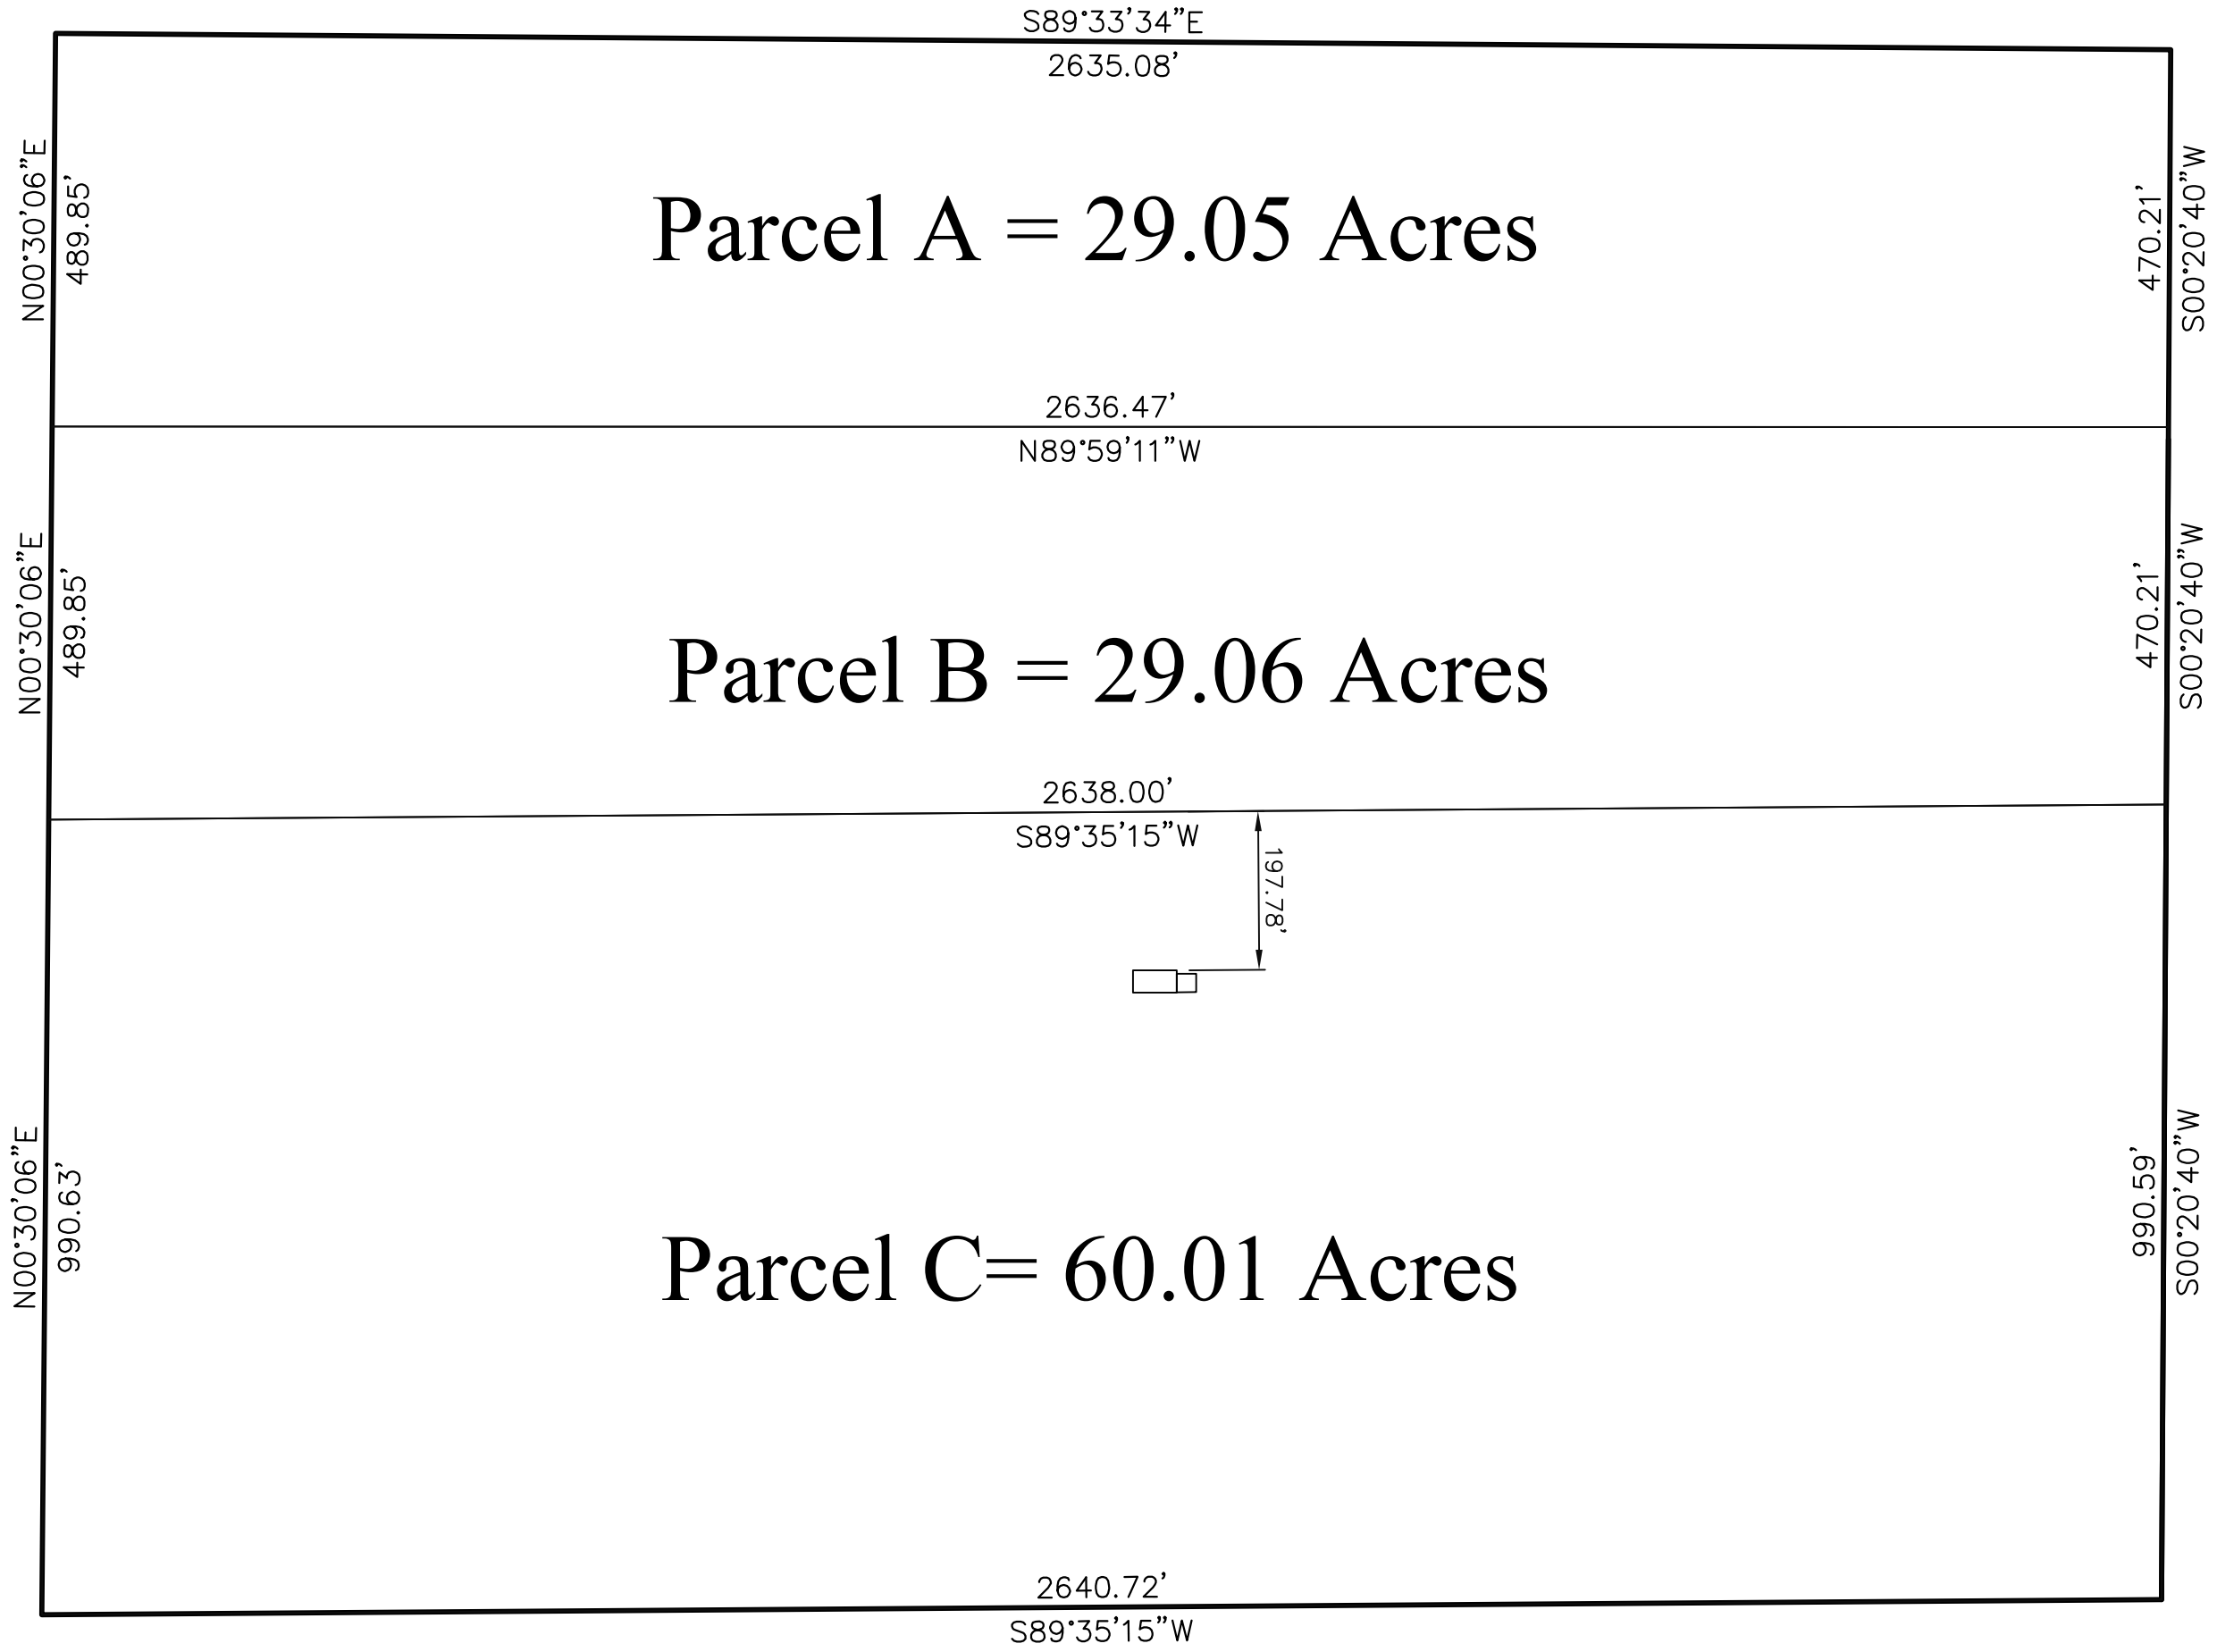 S89°33'34"E
2635.08'
N00°30'06"E
489.85'
Parcel A = 29.05 Acres
470.21'
S00°20'40"W
2636.47'
N89°59'11"W
N00°30'06"E
489.85'
Parcel B = 29.06 Acres
470.21'
S00°20'40"W
2638.00'
S89°35'15"W
197.78'
N00°30'06"E
990.63'
Parcel C= 60.01 Acres
990.59'
S00°20'40"W
2640.72'
S89°35'15"W